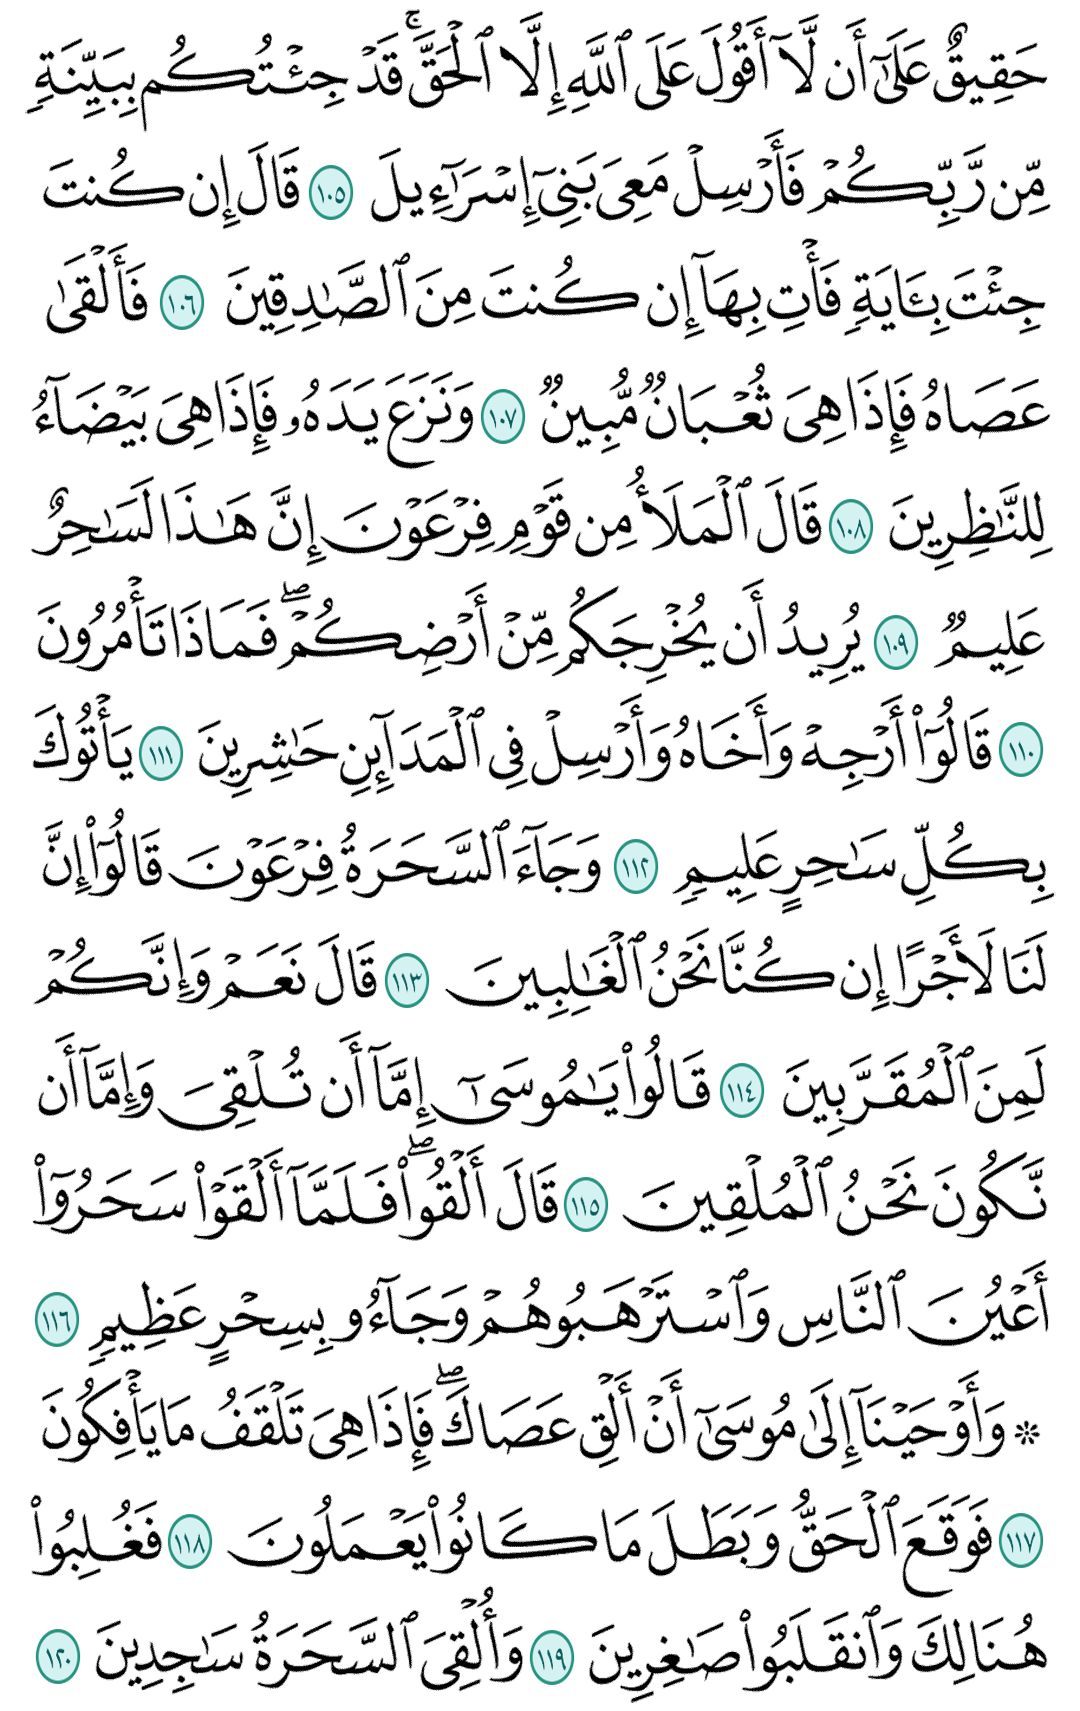 حَقِيقٌ عَلَىٰٓ أَن لَّآ أَقُولَ عَلَى ٱللَّهِ إِلَّا ٱلْحَقَّ ۚ قَدْ جِئْتُكُم بِبَيِّنَةٍ
مِّن رَّبِّكُمْ فَأَرْسِلْ مَعِىَ بَنِىٓ إِسْرَٰٓءِيلَ ١٠٥ قَالَ إِن كُنتَ
جِئْتَ بِـَٔايَةٍ فَأْتِ بِهَآ إِن كُنتَ مِنَ ٱلصَّـٰدِقِينَ ١٠٦ فَأَلْقَىٰ
عَصَاهُ فَإِذَا هِىَ ثُعْبَانٌ مُّبِينٌ ١٠٧ وَنَزَعَ يَدَهُۥ فَإِذَا هِىَ بَيْضَآءُ
لِلنَّـٰظِرِينَ ١٠٨ قَالَ ٱلْمَلَأُ مِن قَوْمِ فِرْعَوْنَ إِنَّ هَـٰذَا لَسَـٰحِرٌ
عَلِيمٌ ١٠٩ يُرِيدُ أَن يُخْرِجَكُم مِّنْ أَرْضِكُمْ ۖ فَمَاذَا تَأْمُرُونَ
١١٠ قَالُوٓا۟ أَرْجِهْ وَأَخَاهُ وَأَرْسِلْ فِى ٱلْمَدَآئِنِ حَـٰشِرِينَ ١١١ يَأْتُوكَ
بِكُلِّ سَـٰحِرٍ عَلِيمٍ ١١٢ وَجَآءَ ٱلسَّحَرَةُ فِرْعَوْنَ قَالُوٓا۟ إِنَّ
لَنَا لَأَجْرًا إِن كُنَّا نَحْنُ ٱلْغَـٰلِبِينَ ١١٣ قَالَ نَعَمْ وَإِنَّكُمْ
لَمِنَ ٱلْمُقَرَّبِينَ ١١٤ قَالُوا۟ يَـٰمُوسَىٰٓ إِمَّآ أَن تُلْقِىَ وَإِمَّآ أَن
نَّكُونَ نَحْنُ ٱلْمُلْقِينَ ١١٥ قَالَ أَلْقُوا۟ ۖ فَلَمَّآ أَلْقَوْا۟ سَحَرُوٓا۟
أَعْيُنَ ٱلنَّاسِ وَٱسْتَرْهَبُوهُمْ وَجَآءُو بِسِحْرٍ عَظِيمٍ ١١٦
۞ وَأَوْحَيْنَآ إِلَىٰ مُوسَىٰٓ أَنْ أَلْقِ عَصَاكَ ۖ فَإِذَا هِىَ تَلْقَفُ مَا يَأْفِكُونَ
١١٧ فَوَقَعَ ٱلْحَقُّ وَبَطَلَ مَا كَانُوا۟ يَعْمَلُونَ ١١٨ فَغُلِبُوا۟
هُنَالِكَ وَٱنقَلَبُوا۟ صَـٰغِرِينَ ١١٩ وَأُلْقِىَ ٱلسَّحَرَةُ سَـٰجِدِينَ ١٢٠